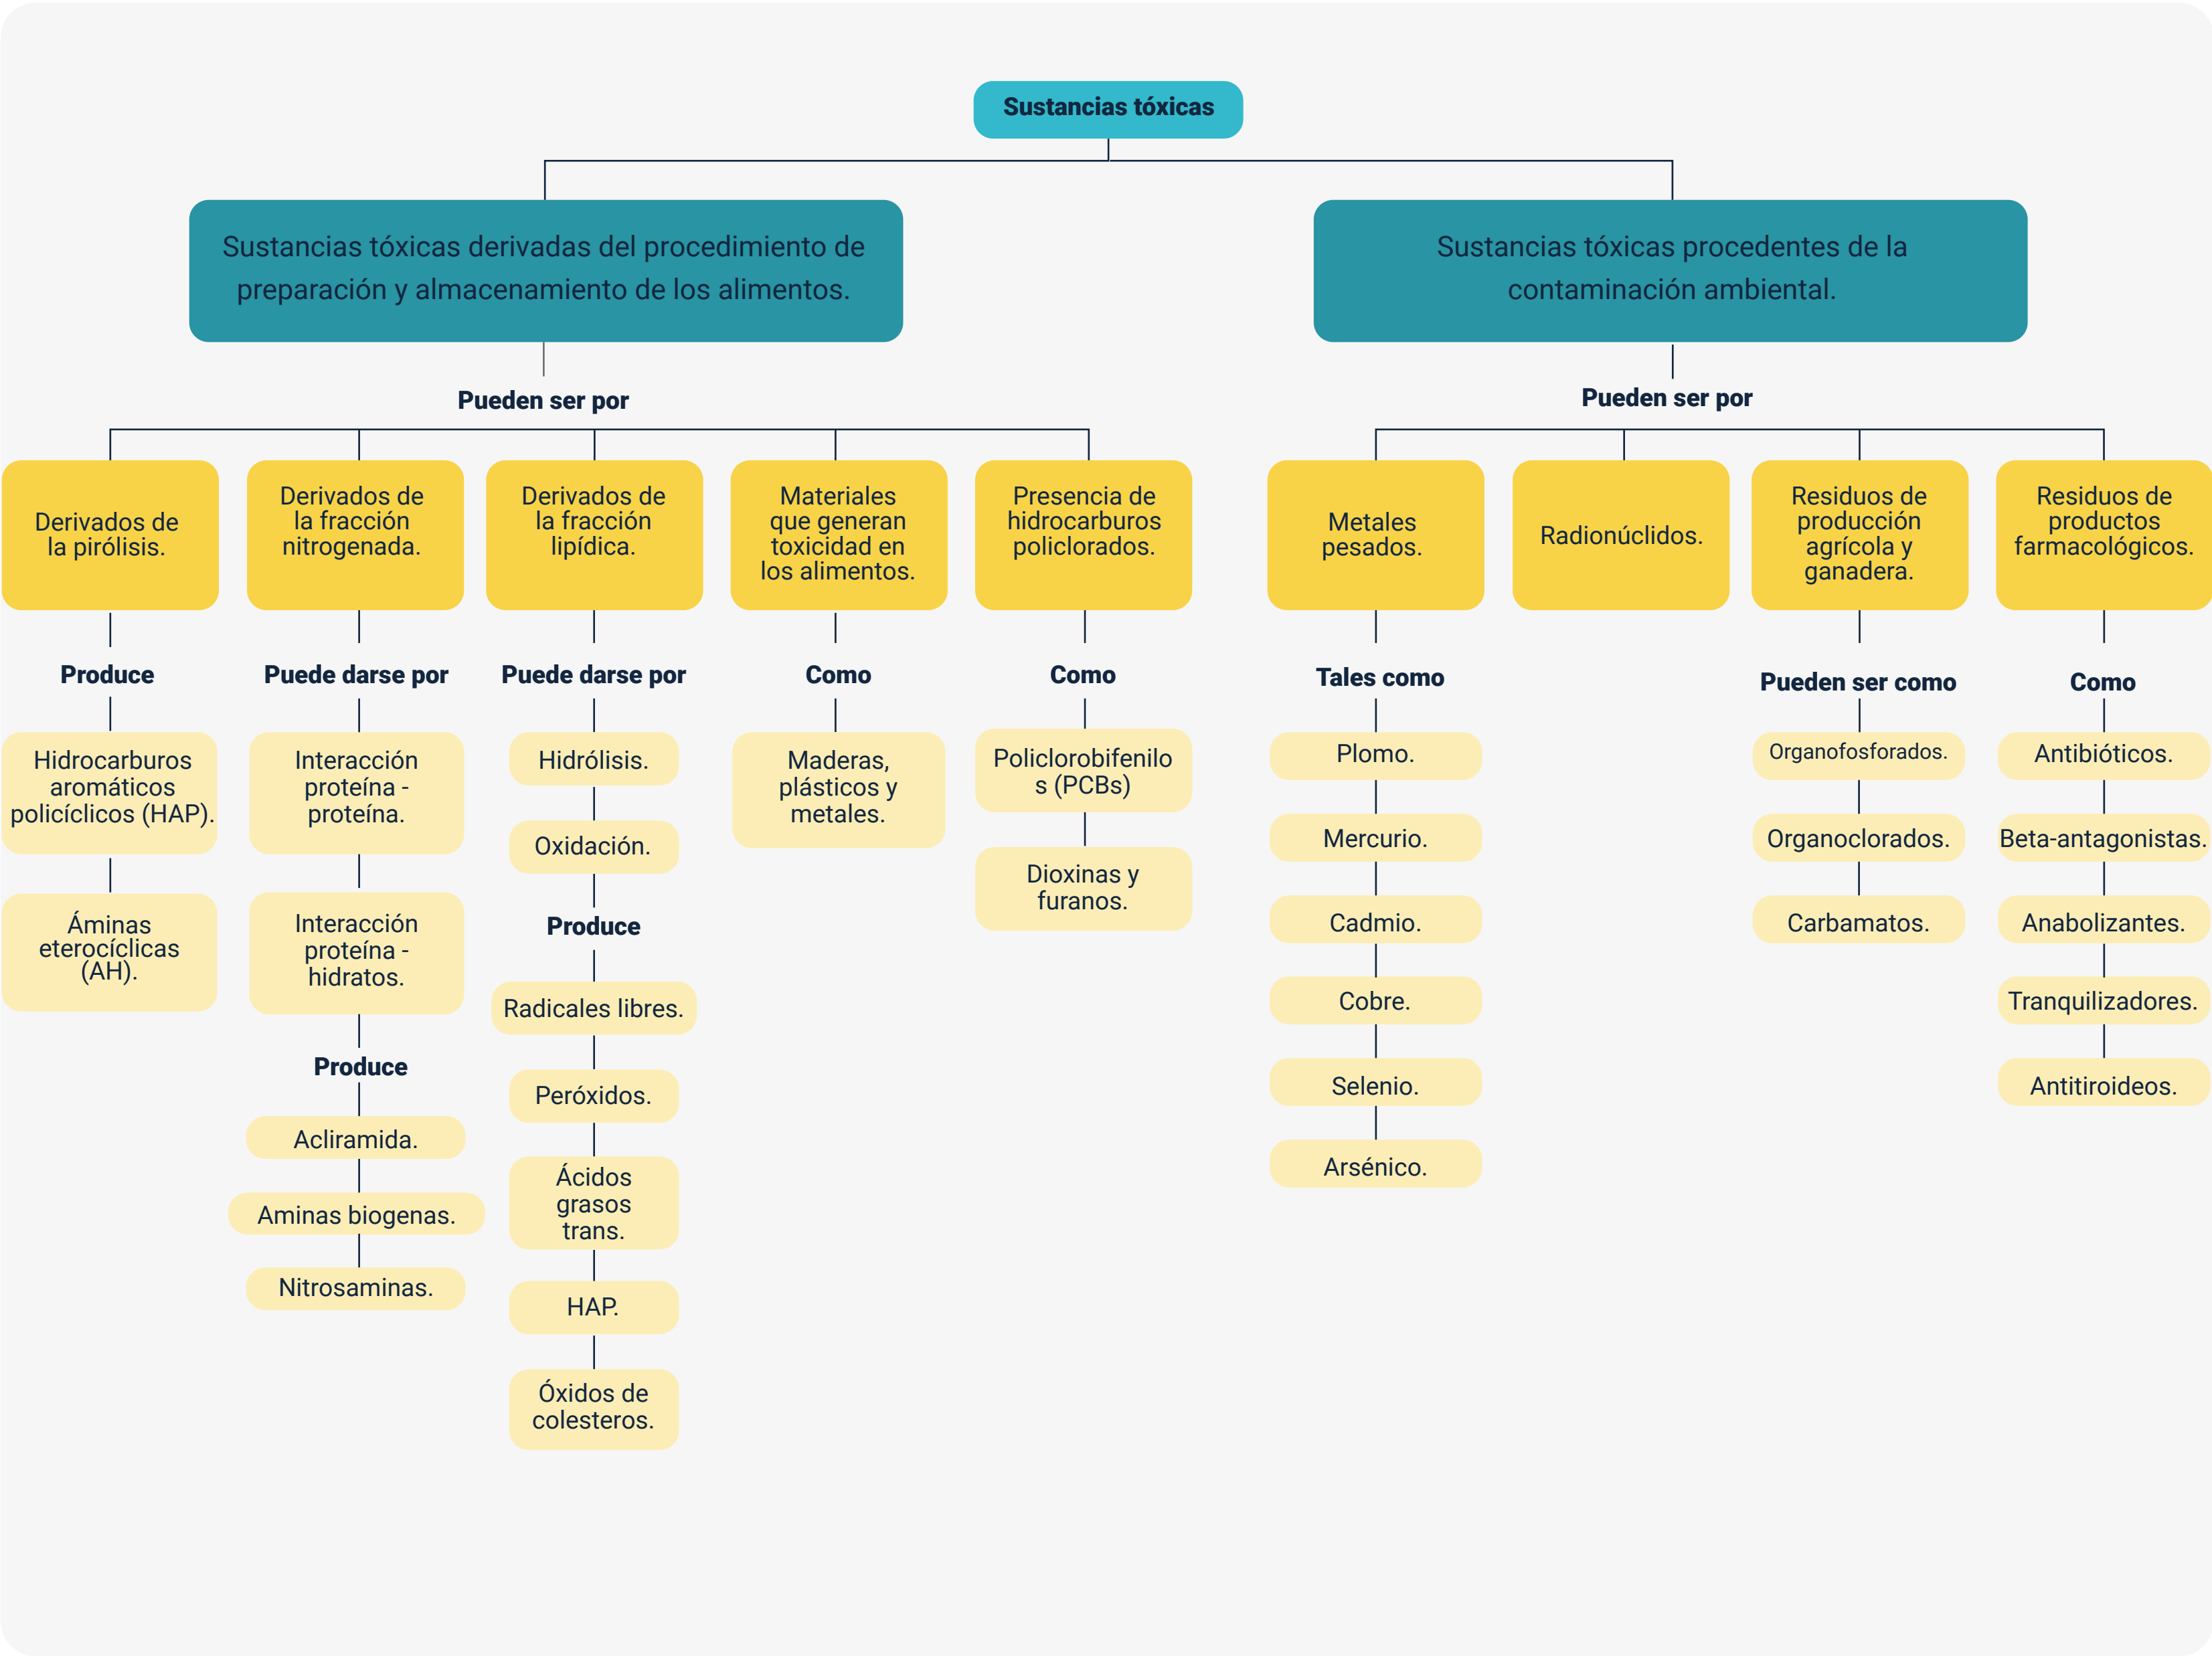 Sustancias tóxicas
Sustancias tóxicas derivadas del procedimiento de
preparación y almacenamiento de los alimentos.
Pueden ser por
Derivados de
la pirólisis.
Produce
Hidrocarburos
aromáticos
policíclicos (HAP).
Áminas
eterocíclicas
(AH).
Derivados de
la fracción
nitrogenada.
Puede darse por
Interacción
proteína -
proteína.
Interacción
proteína -
hidratos.
Produce
Acliramida.
Aminas biogenas.
Nitrosaminas.
Derivados de
la fracción
lipídica.
Puede darse por
Hidrólisis.
Oxidación.
Produce
Radicales libres.
Peróxidos.
Ácidos
grasos
trans.
HAP.
Óxidos de
colesteros.
Materiales
que generan
toxicidad en
los alimentos.
Como
Maderas,
plásticos y
metales.
Presencia de
hidrocarburos
policlorados.
Como
Policlorobifenilo
s (PCBs)
Dioxinas y
furanos.
Sustancias tóxicas procedentes de la
contaminación ambiental.
Pueden ser por
Metales
pesados.
Tales como
Plomo.
Mercurio.
Cadmio.
Cobre.
Selenio.
Arsénico.
Radionúclidos.
Residuos de
producción
agrícola y
ganadera.
Pueden ser como
Organofosforados.
Organoclorados.
Carbamatos.
Residuos de
productos
farmacológicos.
Como
Antibióticos.
Beta-antagonistas.
Anabolizantes.
Tranquilizadores.
Antitiroideos.